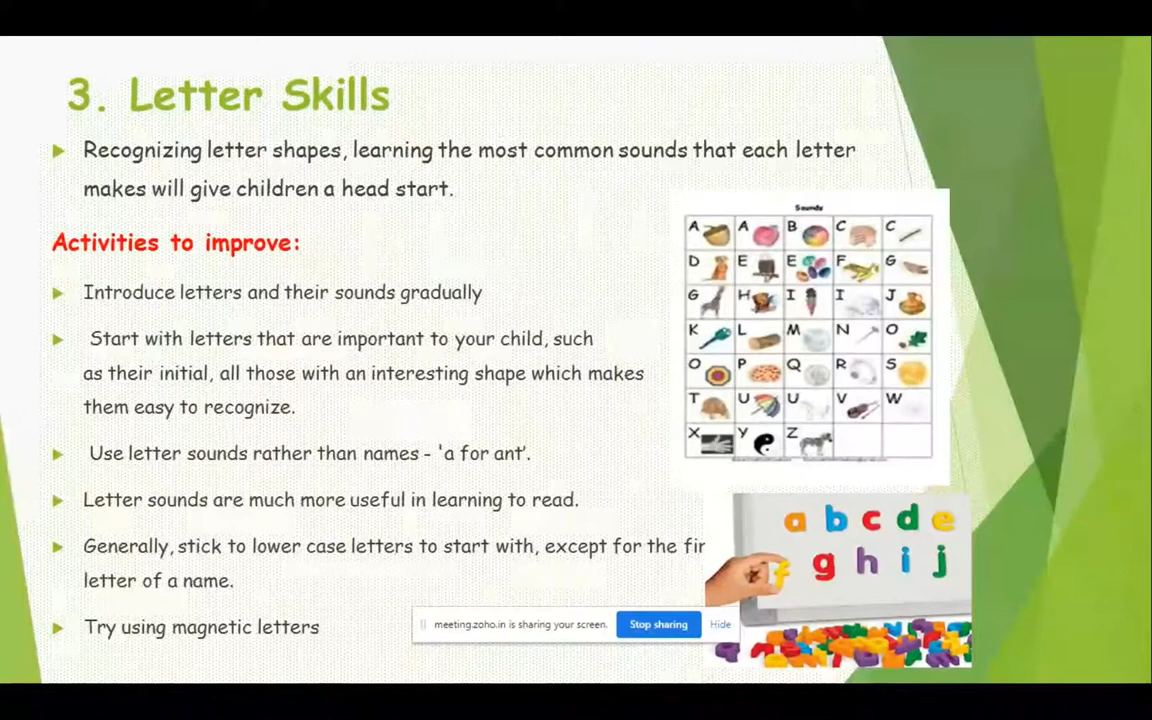 3. Letter Skills
Recognizing letter shapes, learning the most common sounds that each letter
makes will give children a head start.
Activities to improve:
Introduce letters and their sounds gradually
Start with letters that are important to your child, such
as their initial, all those with an interesting shape which makes
them easy to recognize.
Use letter sounds rather than names - 'a for ant'.
Letter sounds are much more useful in learning to read.
Generally, stick to lower case letters to start with, except for the fir
letter of a name.
Try using magnetic letters
Sounds
A A B C C
D E E F G
G H I I J
K L M N O
O P Q R S
T U U V W
X Y Z
a b c d e
f g h i j
meeting.zoho.in is sharing your screen. Stop sharing Hide